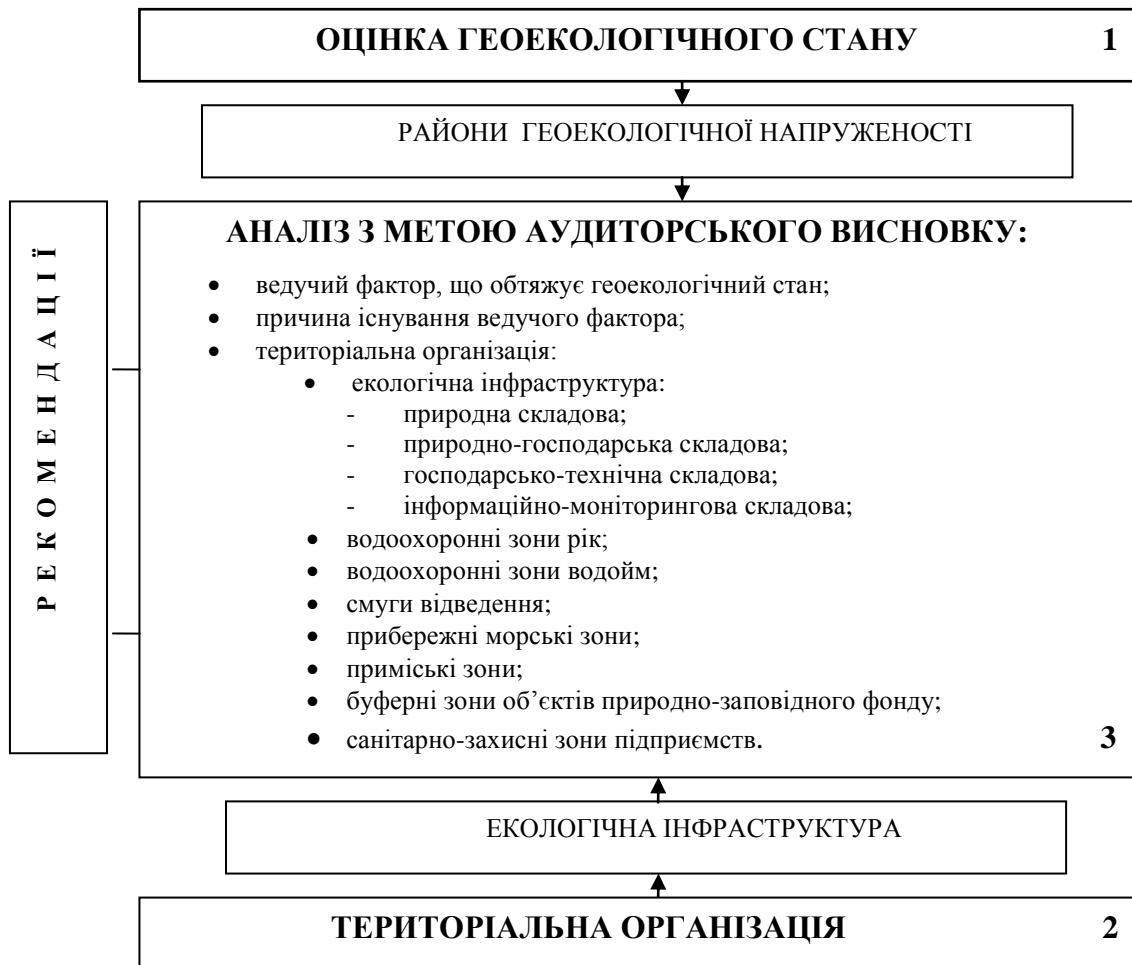 ОЦІНКА ГЕОЕКОЛОГІЧНОГО СТАНУ 1
РАЙОНИ ГЕОЕКОЛОГІЧНОЇ НАПРУЖЕНОСТІ
РЕКОМЕНДАЦІЇ
АНАЛІЗ З МЕТОЮ АУДИТОРСЬКОГО ВИСНОВКУ:
• ведучий фактор, що обтяжує геоекологічний стан;
• причина існування ведучого фактора;
• територіальна організація:
• екологічна інфраструктура:
- природна складова;
- природно-господарська складова;
- господарсько-технічна складова;
- інформаційно-моніторингова складова;
• водоохоронні зони рік;
• водоохоронні зони водойм;
• смуги відведення;
• прибережні морські зони;
• приміські зони;
• буферні зони об’єктів природно-заповідного фонду;
• санітарно-захисні зони підприємств. 3
ЕКОЛОГІЧНА ІНФРАСТРУКТУРА
ТЕРИТОРІАЛЬНА ОРГАНІЗАЦІЯ 2